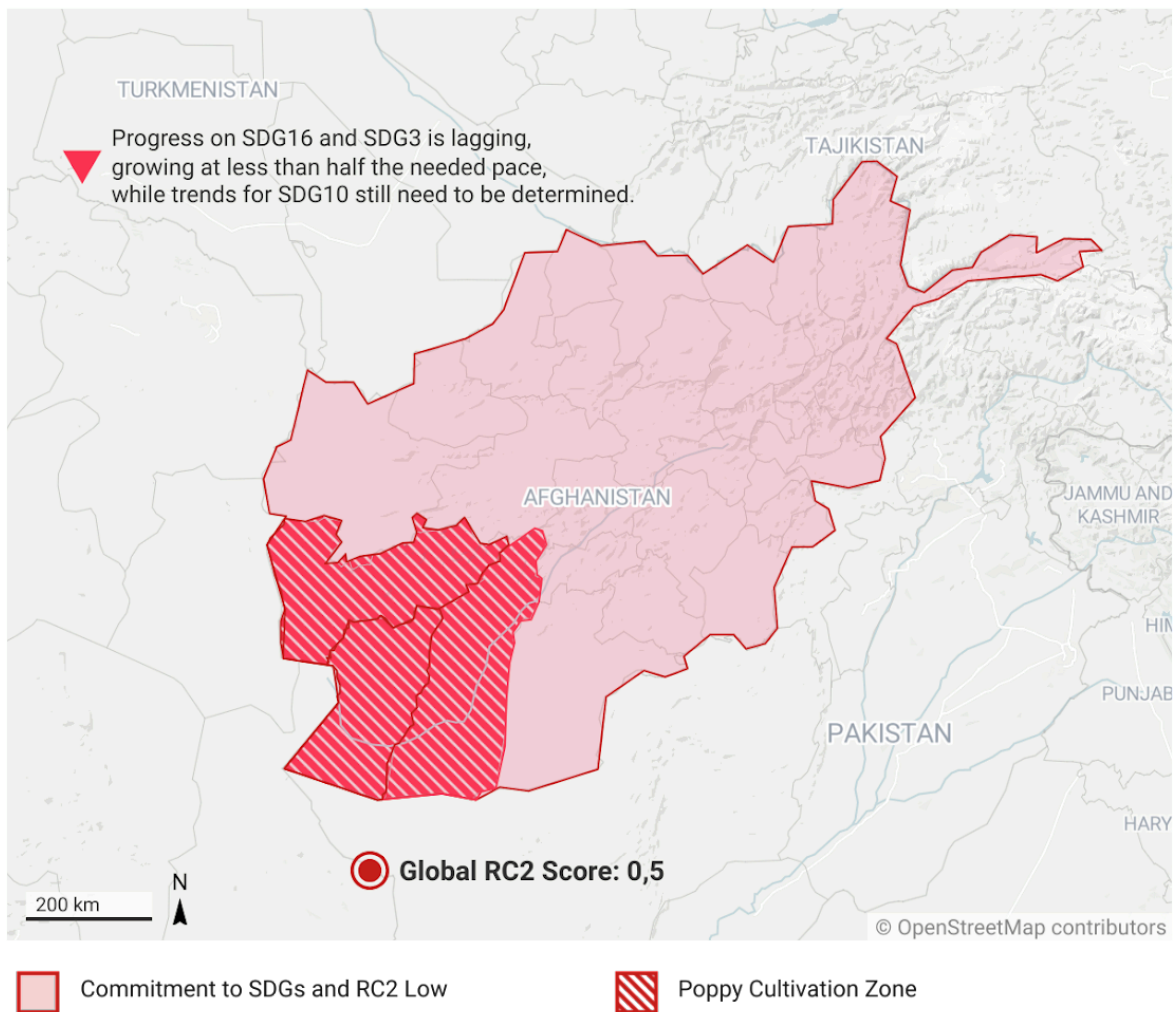 TURKMENISTAN
Progress on SDG16 and SDG3 is lagging,
growing at less than half the needed pace,
while trends for SDG10 still need to be determined.
TAJIKISTAN
AFGHANISTAN
JAMMU AND
KASHMIR
HIM
PUNJAB
PAKISTAN
HARY
Global RC2 Score: 0,5
200 km
N
© OpenStreetMap contributors
Commitment to SDGs and RC2 Low
Poppy Cultivation Zone